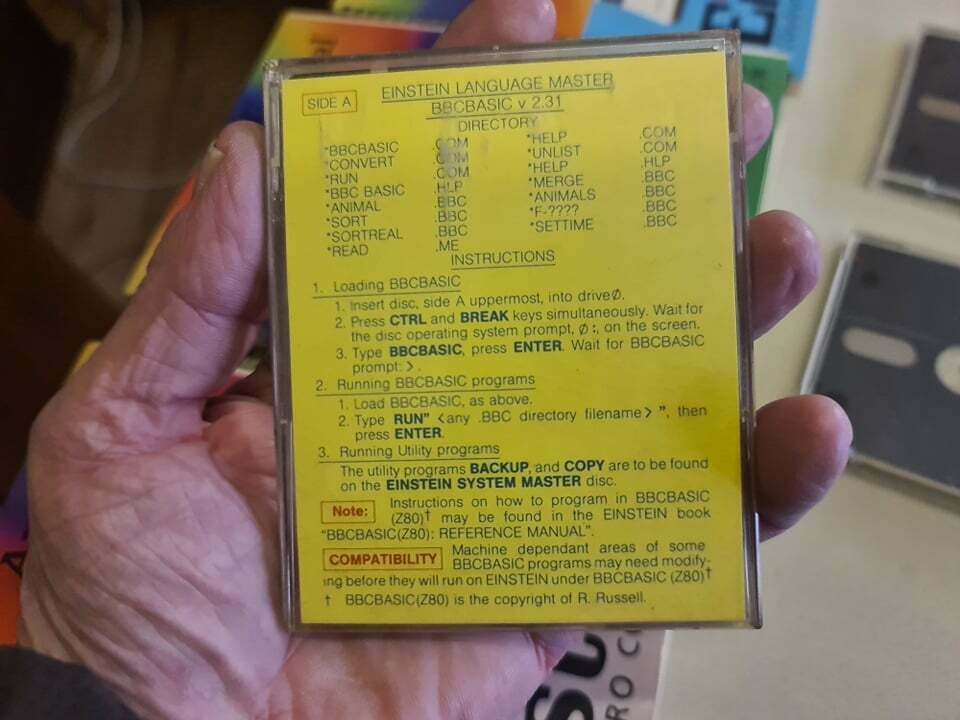 SIDE A
EINSTEIN LANGUAGE MASTER
BBCBASIC v 2.31
DIRECTORY
*BBCBASIC .COM *HELP .COM
*CONVERT .COM *UNLIST .COM
*RUN .COM *HELP .HLP
*BBC BASIC .HLP *MERGE .BBC
*ANIMAL .BBC *ANIMALS .BBC
*SORT .BBC *F-???? .BBC
*SORTREAL .BBC *SETTIME .BBC
*READ .ME
INSTRUCTIONS
1. Loading BBCBASIC
1. Insert disc, side A uppermost, into drive Ø.
2. Press CTRL and BREAK keys simultaneously. Wait for
the disc operating system prompt, Ø :, on the screen.
3. Type BBCBASIC, press ENTER. Wait for BBCBASIC
prompt: >.
2. Running BBCBASIC programs
1. Load BBCBASIC, as above.
2. Type RUN" <any .BBC directory filename> ", then
press ENTER.
3. Running Utility programs
The utility programs BACKUP, and COPY are to be found
on the EINSTEIN SYSTEM MASTER disc.
Note: Instructions on how to program in BBCBASIC
(Z80)† may be found in the EINSTEIN book
"BBCBASIC(Z80): REFERENCE MANUAL".
COMPATIBILITY Machine dependant areas of some
BBCBASIC programs may need modify-
ing before they will run on EINSTEIN under BBCBASIC (Z80)†
† BBCBASIC(Z80) is the copyright of R. Russell.